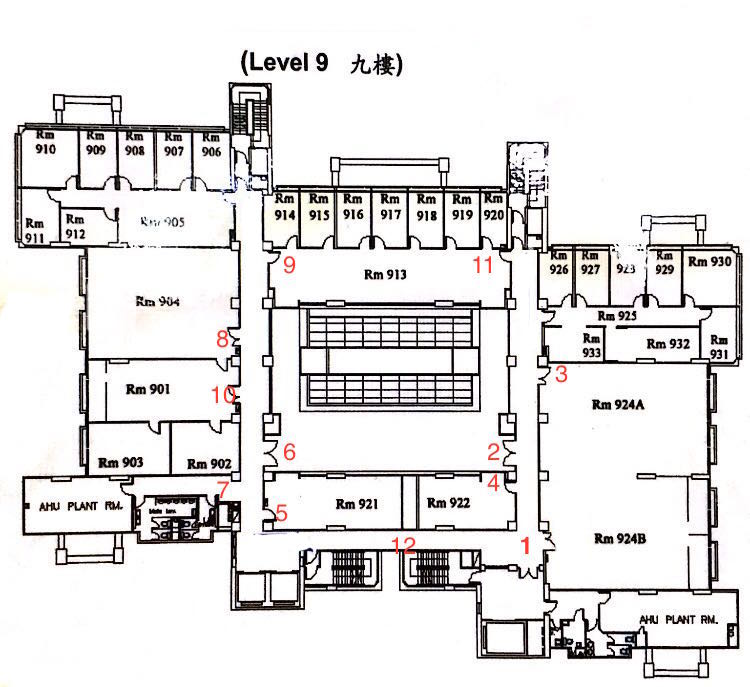 (Level 9 九樓)
Rm 910
Rm 909
Rm 908
Rm 907
Rm 906
Rm 911
Rm 912
Rm 905
Rm 914
Rm 915
Rm 916
Rm 917
Rm 918
Rm 919
Rm 920
9
11
Rm 913
Rm 926
Rm 927
Rm 929
Rm 930
Rm 925
Rm 933
Rm 932
Rm 931
Rm 904
8
3
Rm 901
10
Rm 924A
6
2
Rm 903
Rm 902
7
4
AHU PLANT RM.
5
Rm 921
Rm 922
12
1
Rm 924B
AHU PLANT RM.